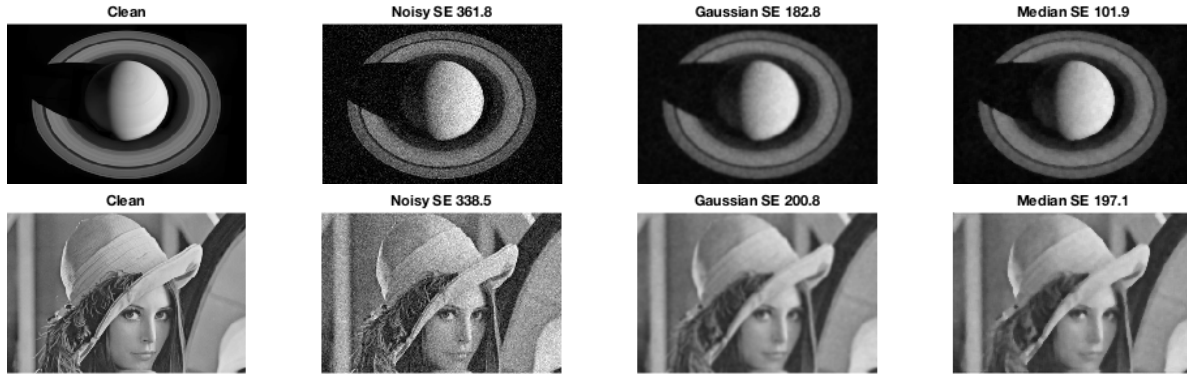 Clean
Noisy SE 361.8
Gaussian SE 182.8
Median SE 101.9
Clean
Noisy SE 338.5
Gaussian SE 200.8
Median SE 197.1